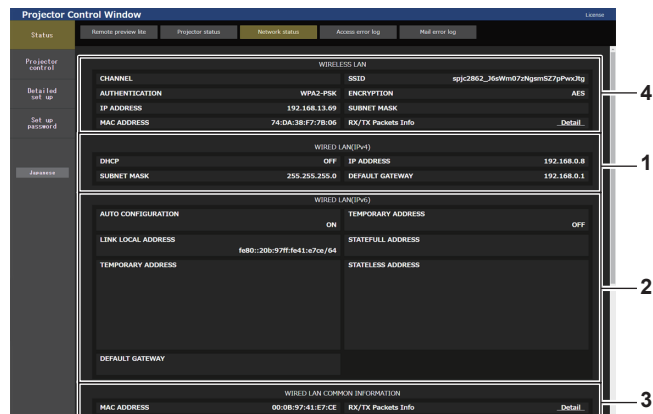 Projector Control Window
License
Status
Remote preview lite
Projector status
Network status
Access error log
Mail error log
Projector control
Detailed set up
Set up password
Japanese
WIRELESS LAN
CHANNEL
SSID spjc2862_J6sWm07zNgsmSZ7pPwxJtg
AUTHENTICATION WPA2-PSK
ENCRYPTION AES
IP ADDRESS 192.168.13.69
SUBNET MASK
MAC ADDRESS 74:DA:38:F7:7B:06
RX/TX Packets Info Detail
4
WIRED LAN(IPv4)
DHCP OFF
IP ADDRESS 192.168.0.8
SUBNET MASK 255.255.255.0
DEFAULT GATEWAY 192.168.0.1
1
WIRED LAN(IPv6)
AUTO CONFIGURATION
ON
TEMPORARY ADDRESS
OFF
LINK LOCAL ADDRESS
fe80::20b:97ff:fe41:e7ce/64
STATEFULL ADDRESS
TEMPORARY ADDRESS
STATELESS ADDRESS
2
DEFAULT GATEWAY
WIRED LAN COMMON INFORMATION
MAC ADDRESS 00:0B:97:41:E7:CE
RX/TX Packets Info Detail
3